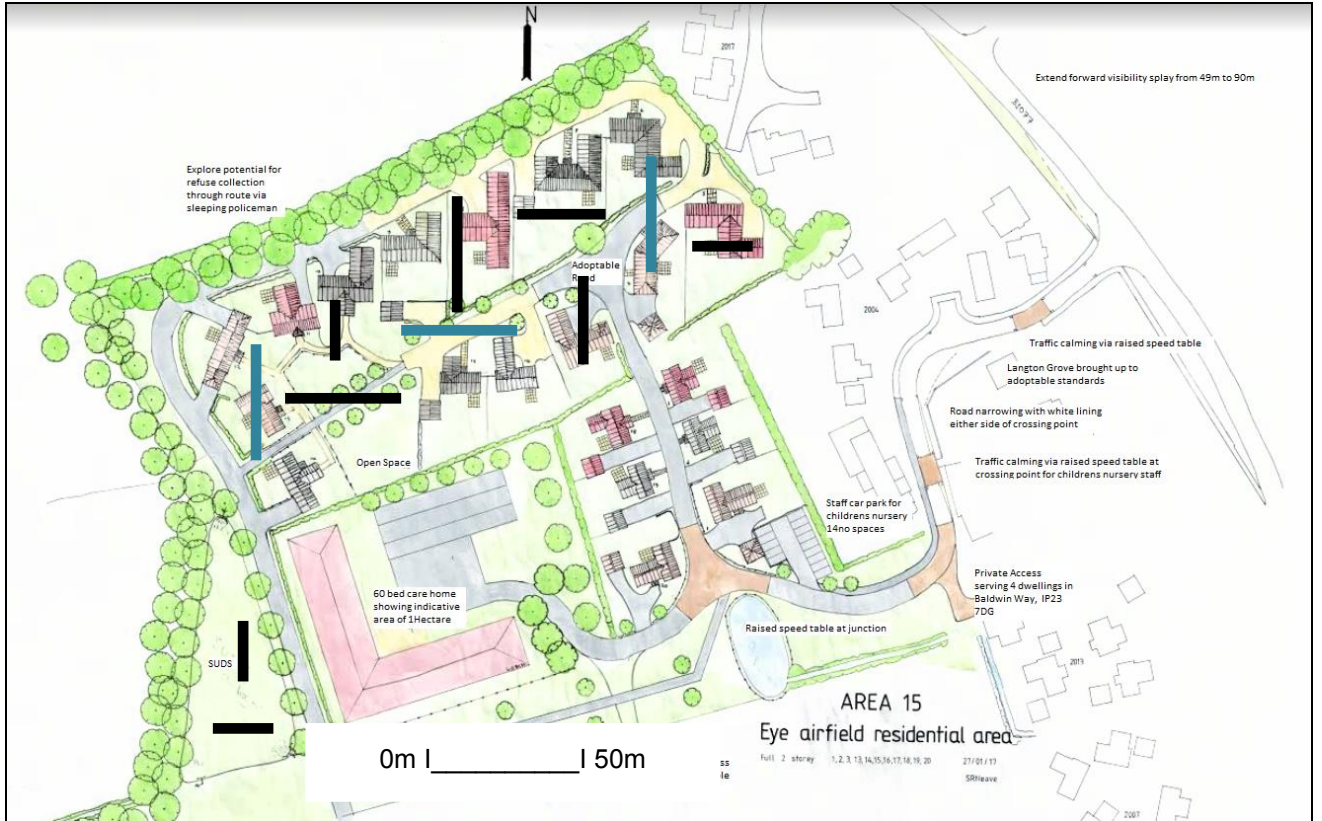 N
2017
Extend forward visibility splay from 49m to 90m
B1077
Explore potential for
refuse collection
through route via
sleeping policeman
Adoptable
Road
2004
Traffic calming via raised speed table
Langton Grove brought up to
adoptable standards
Road narrowing with white lining
either side of crossing point
Open Space
Traffic calming via raised speed table at
crossing point for childrens nursery staff
Staff car park for
childrens nursery
14no spaces
60 bed care home
showing indicative
area of 1Hectare
Private Access
serving 4 dwellings in
Baldwin Way, IP23
7DG
Raised speed table at junction
SUDS
2013
AREA 15
Eye airfield residential area
0m I__________I 50m
Full 2 storey 1,2,3,13,14,15,16,17,18,19,20
27/01/17
SRHleave
ss
le
2007